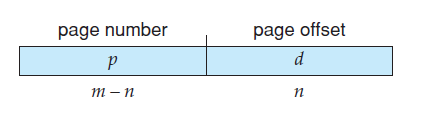 page number page offset
p d
m – n n